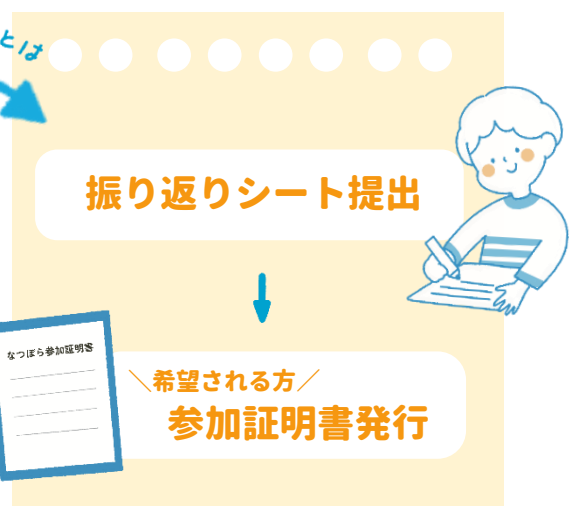 とは
振り返りシート提出
なつぼら参加証明書
＼希望される方／
参加証明書発行